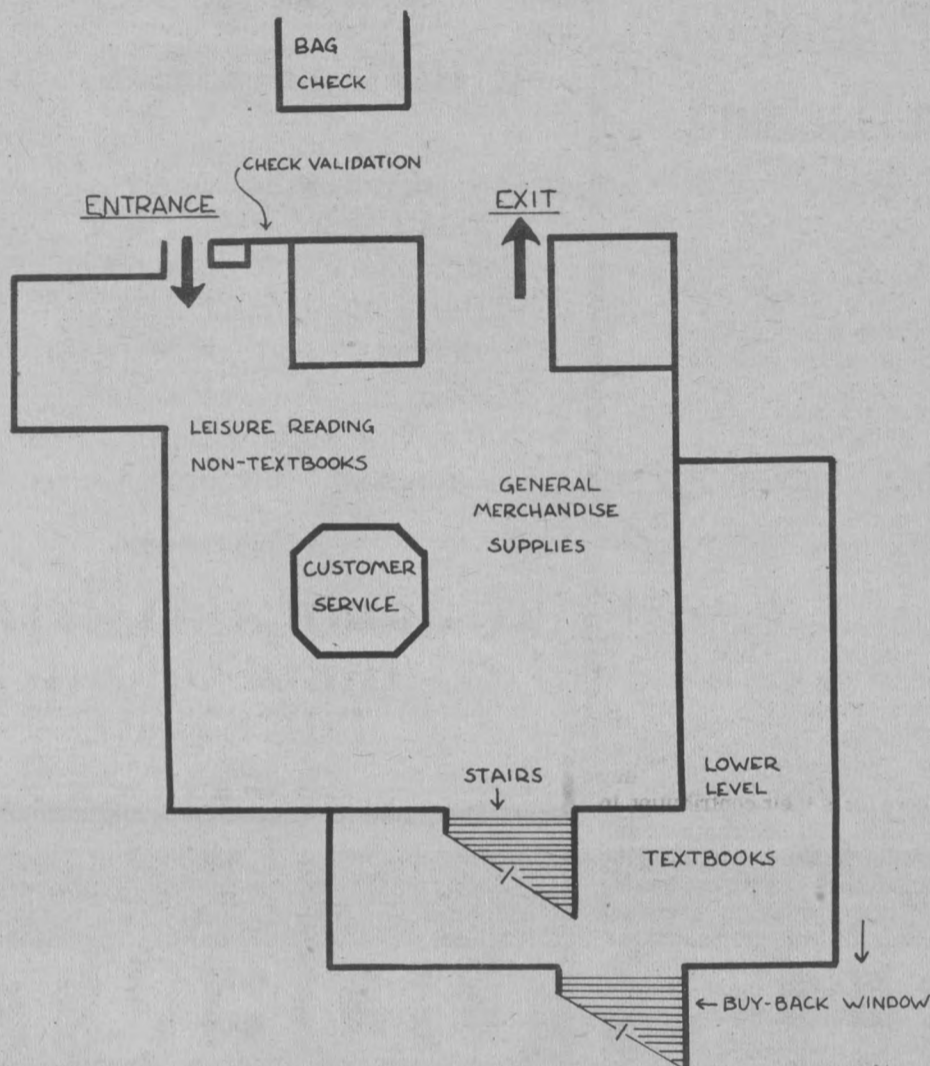 BAG
CHECK
CHECK VALIDATION
ENTRANCE
EXIT
LEISURE READING
NON-TEXTBOOKS
GENERAL
MERCHANDISE
SUPPLIES
CUSTOMER
SERVICE
STAIRS
LOWER
LEVEL
TEXTBOOKS
BUY-BACK WINDOW